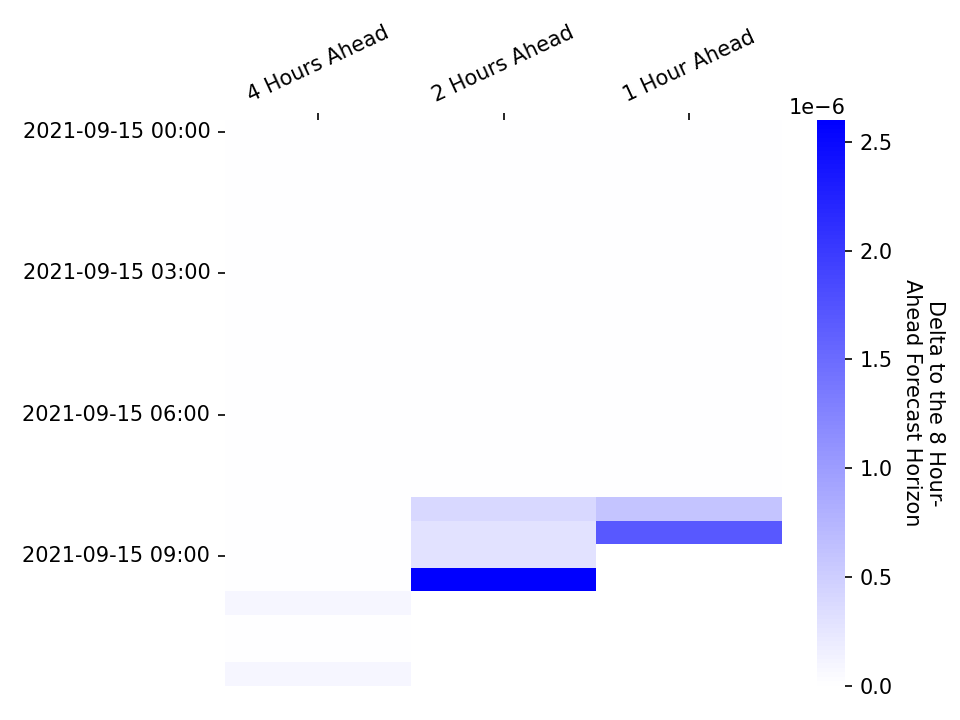 4 Hours Ahead
2 Hours Ahead
1 Hour Ahead
1e−6
2021-09-15 00:00
2021-09-15 03:00
2021-09-15 06:00
2021-09-15 09:00
2.5
2.0
1.5
1.0
0.5
0.0
Delta to the 8 Hour-
Ahead Forecast Horizon